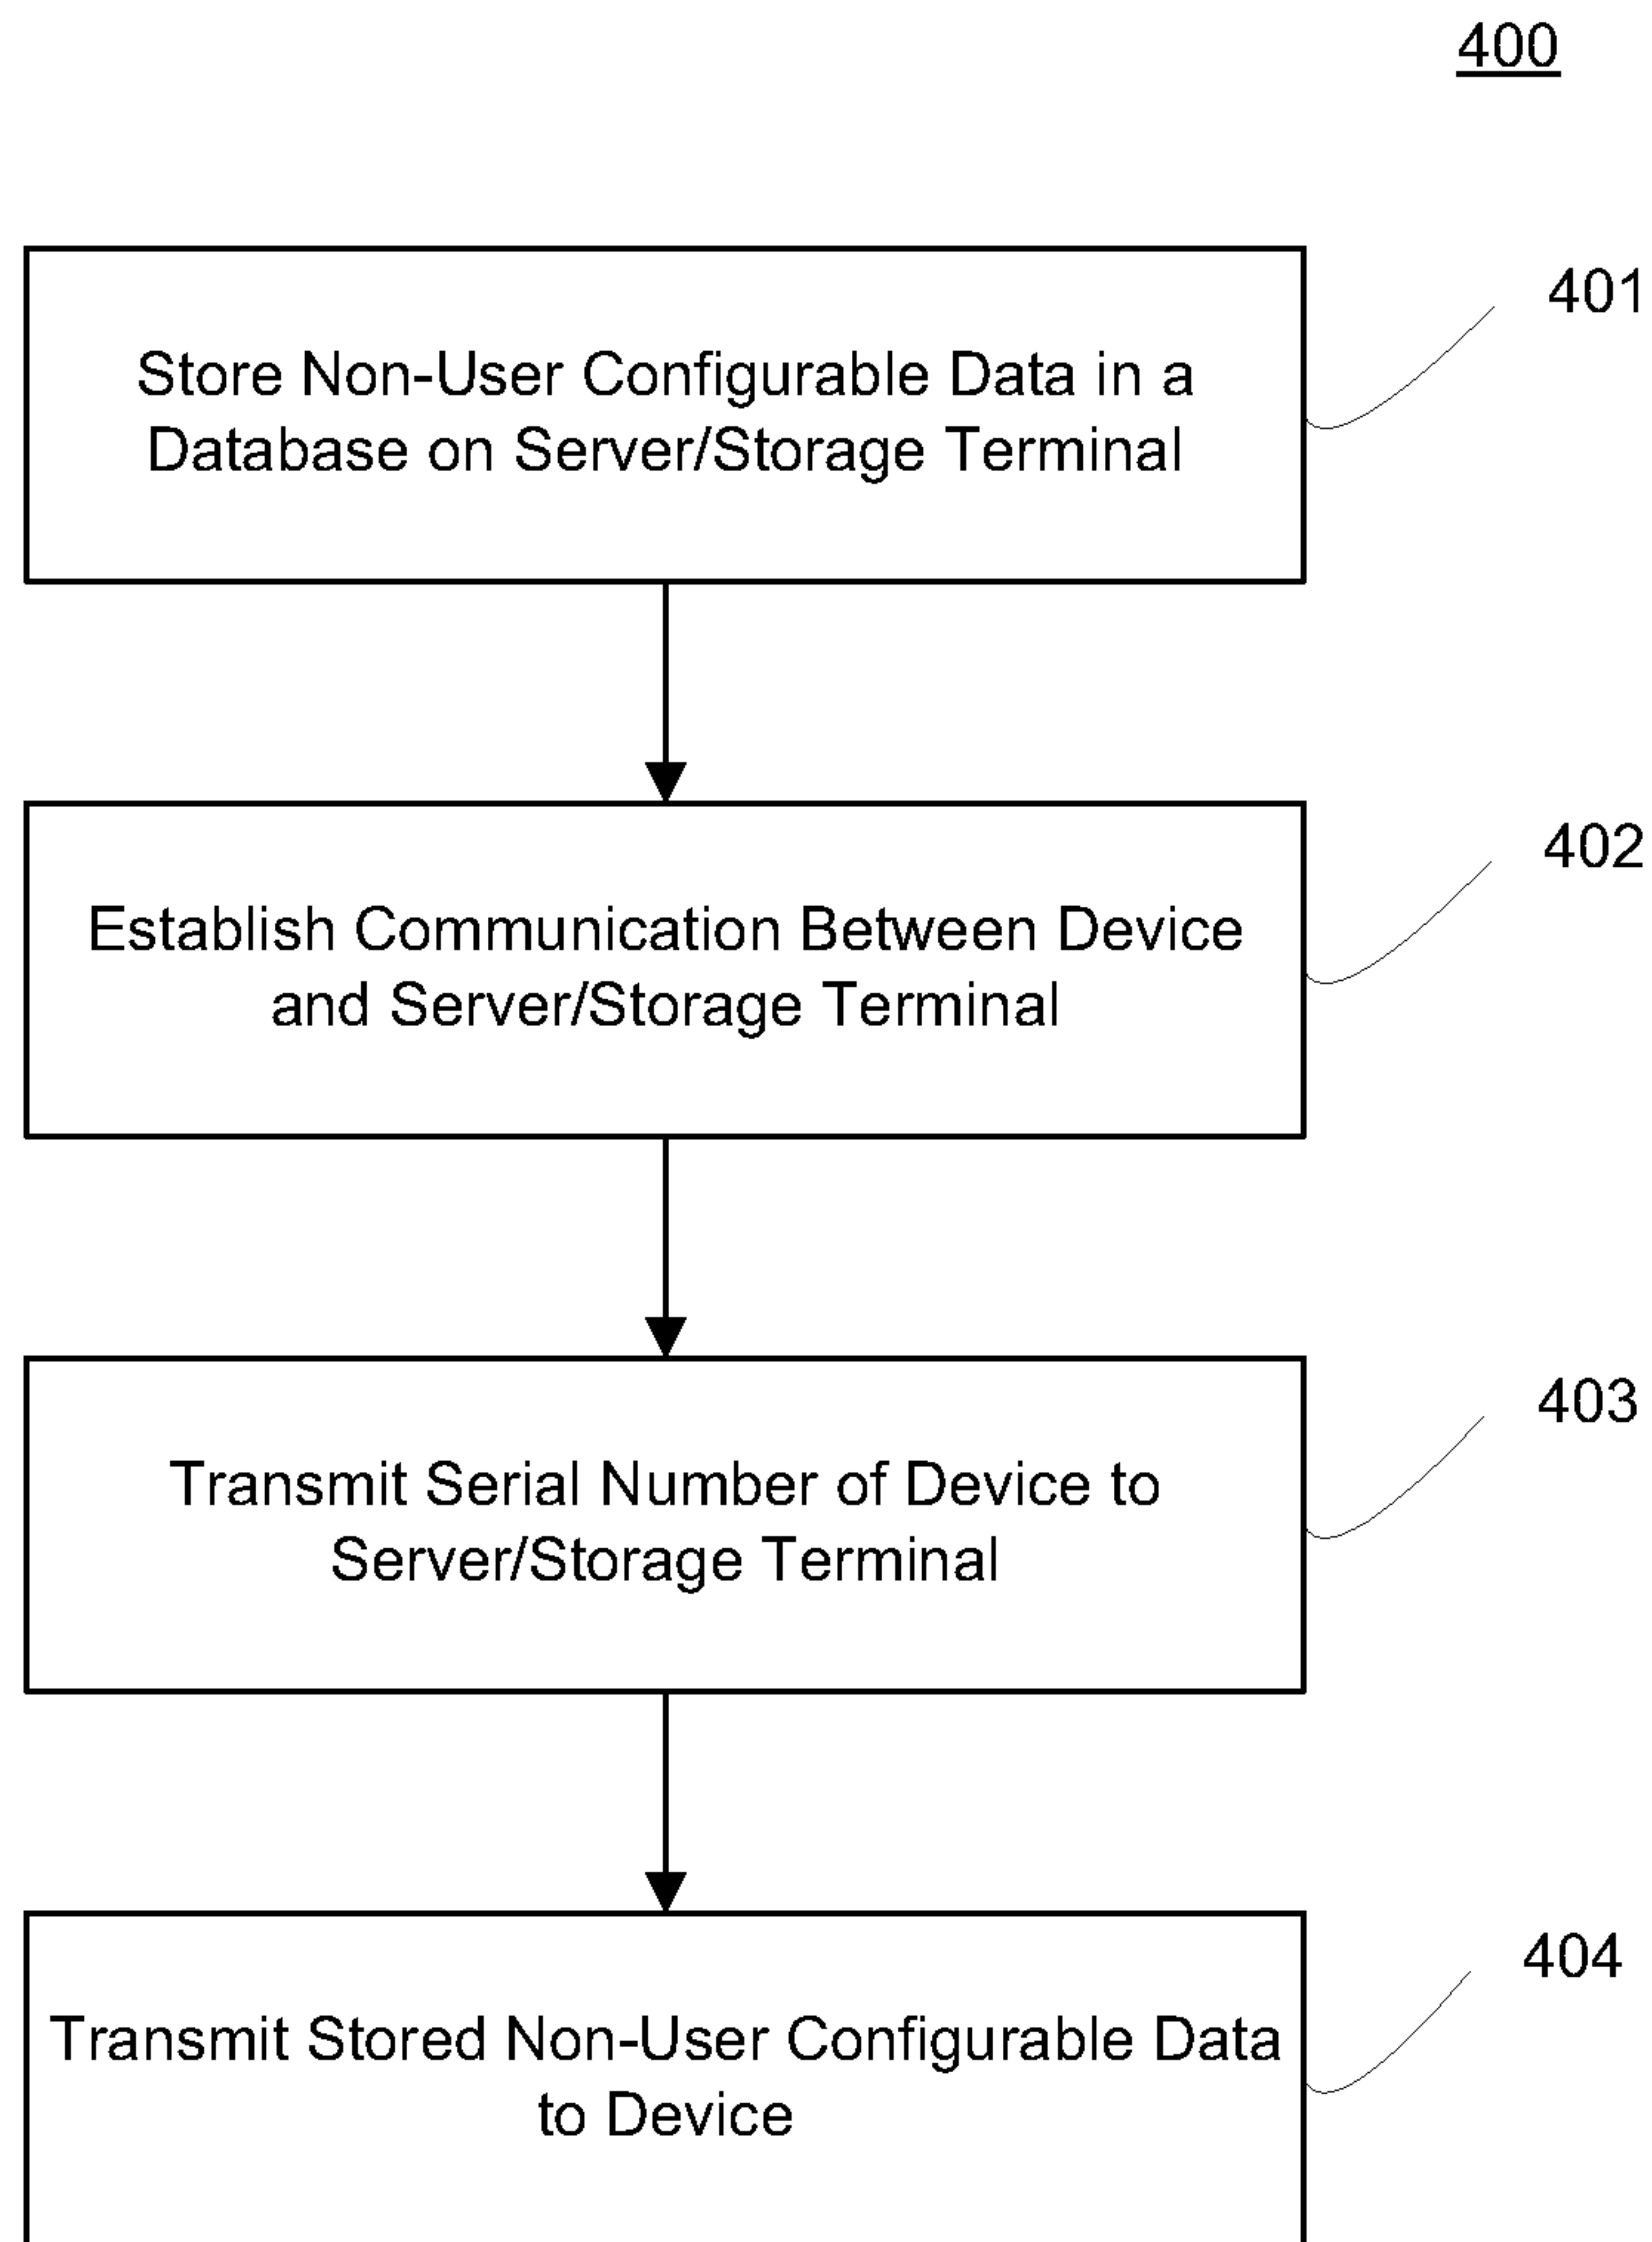 400
401
Store Non-User Configurable Data in a
Database on Server/Storage Terminal
402
Establish Communication Between Device
and Server/Storage Terminal
403
Transmit Serial Number of Device to
Server/Storage Terminal
404
Transmit Stored Non-User Configurable Data
to Device